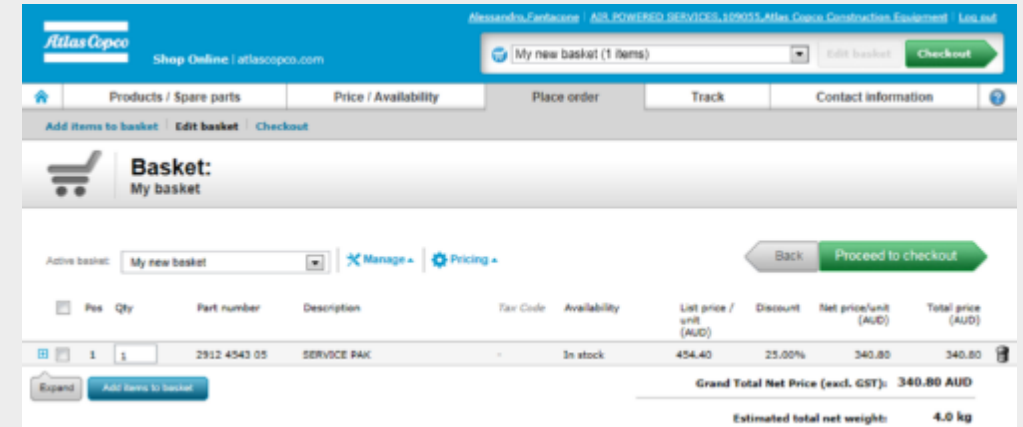 Alessandro.Fantacone | AIR POWERED SERVICES.109055.Atlas Copco Construction Equipment | Log out
Atlas Copco
Shop Online | atlascopco.com
My new basket (1 items)
Edit basket
Checkout
Products / Spare parts
Price / Availability
Place order
Track
Contact information
?
Add items to basket | Edit basket | Checkout
Basket:
My basket
Active basket:
My new basket
Manage
Pricing
Back
Proceed to checkout
Pos Qty Part number Description Tax Code Availability List price / unit (AUD) Discount Net price/unit (AUD) Total price (AUD)
1 1 2912 4543 05 SERVICE PAK - In stock 454.40 25.00% 340.80 340.80
Expand
Add items to basket
Grand Total Net Price (excl. GST): 340.80 AUD
Estimated total net weight: 4.0 kg